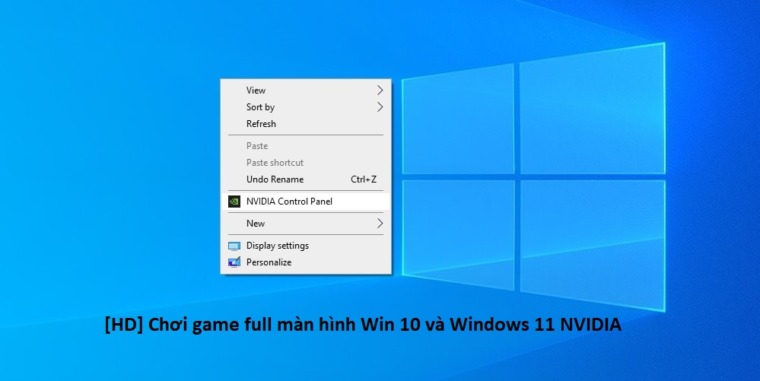 View
Sort by
Refresh
Paste
Paste shortcut
Undo Rename Ctrl+Z
NVIDIA Control Panel
New
Display settings
Personalize
[HD] Chơi game full màn hình Win 10 và Windows 11 NVIDIA